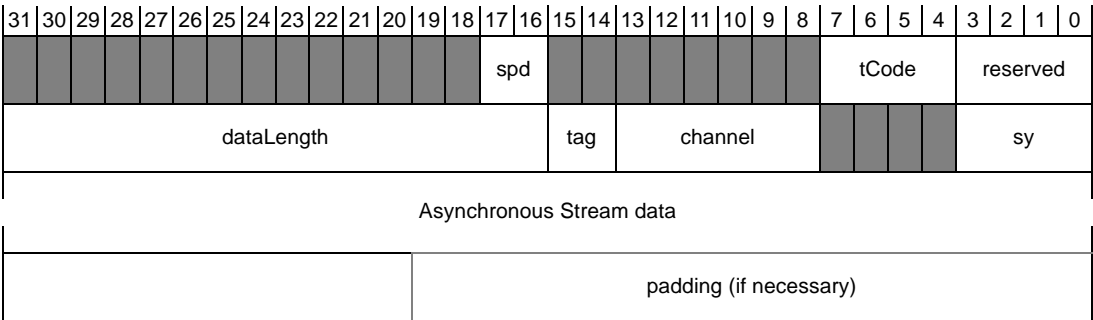 31 30 29 28 27 26 25 24 23 22 21 20 19 18 17 16 15 14 13 12 11 10 9 8 7 6 5 4 3 2 1 0
spd tCode reserved
dataLength tag channel sy
Asynchronous Stream data
padding (if necessary)